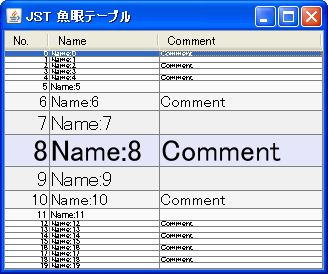 JST 魚眼テーブル
No. Name Comment
0 Name:0 Comment
1 Name:1
2 Name:2 Comment
3 Name:3
4 Name:4 Comment
5 Name:5
6 Name:6 Comment
7 Name:7
8 Name:8 Comment
9 Name:9
10 Name:10 Comment
11 Name:11
12 Name:12 Comment
13 Name:13 Comment
14 Name:14 Comment
15 Name:15 Comment
16 Name:16 Comment
17 Name:17 Comment
18 Name:18 Comment
19 Name:19 Comment